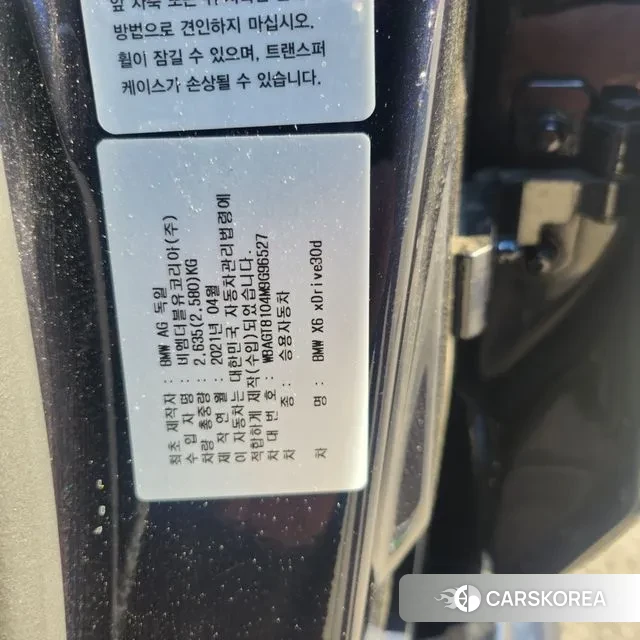 방법으로 견인하지 마십시오.
휠이 잠길 수 있으며, 트랜스퍼
케이스가 손상될 수 있습니다.
최초 제작자 : BMW AG 독일
수 입 자 명 : 비엠더블유코리아(주)
차량 총중량 : 2.635(2.580)KG
제 작 연 월 : 2021년 04월
이 자동차는 대한민국 자동차관리법령에
적합하게 제작(수입)되었습니다.
차 대 번 호 : WBAGT8104M9G96527
차 종 : 승용자동차
차 명 : BMW X6 xDrive30d
CARSKOREA